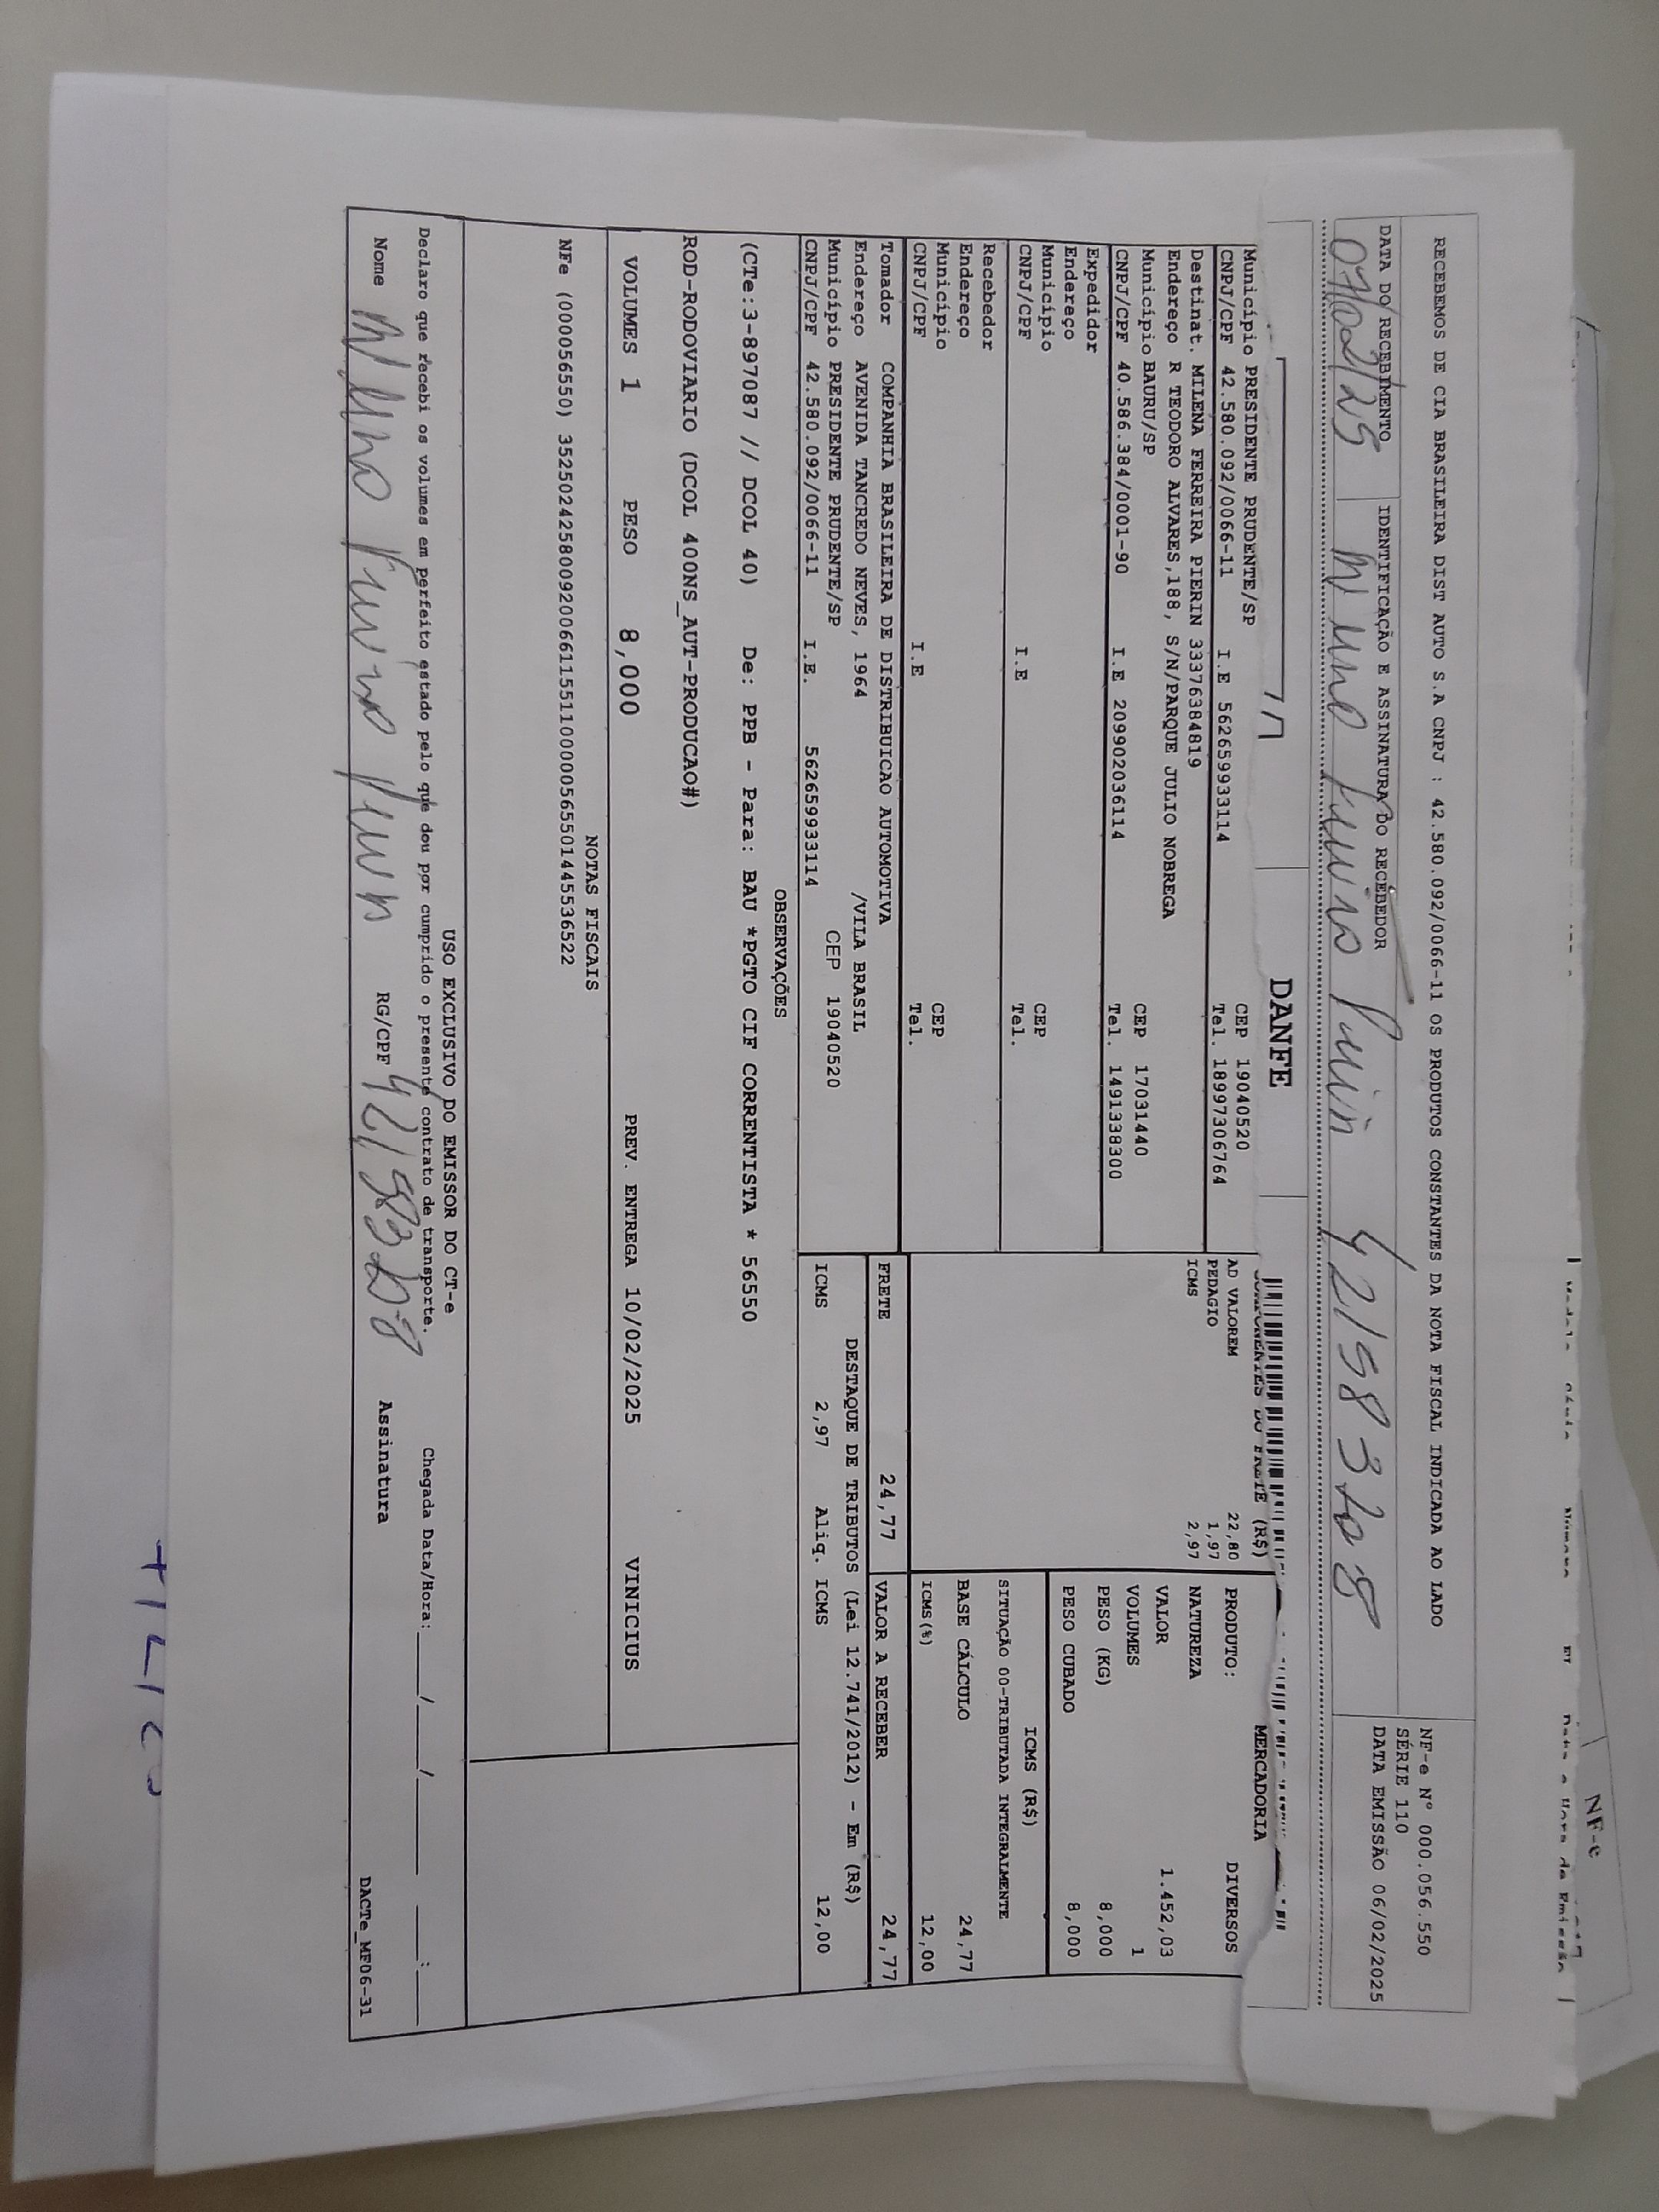 RECEBEMOS DE CIA BRASILEIRA DIST AUTO S.A CNPJ : 42.580.092/0066-11 OS PRODUTOS CONSTANTES DA NOTA FISCAL INDICADA AO LADO
NF-e Nº 000.056.550
SÉRIE 110
DATA EMISSÃO 06/02/2025
DATA DO RECEBIMENTO
IDENTIFICAÇÃO E ASSINATURA DO RECEBEDOR
07/02/25
DANFE
Município PRESIDENTE PRUDENTE/SP CEP 19040520
CNPJ/CPF 42.580.092/0066-11 I.E 562659933114 Tel. 18997306764
Destinat. MILENA FERREIRA PIERIN 33376384819
Endereço R TEODORO ALVARES,188, S/N/PARQUE JULIO NOBREGA
Município BAURU/SP CEP 17031440
CNPJ/CPF 40.586.384/0001-90 I.E 209902036114 Tel. 1491338300
Expedidor
Endereço
Município CEP
CNPJ/CPF I.E Tel.
Recebedor
Endereço
Município CEP
CNPJ/CPF I.E Tel.
Tomador COMPANHIA BRASILEIRA DE DISTRIBUICAO AUTOMOTIVA
Endereço AVENIDA TANCREDO NEVES, 1964 /VILA BRASIL
Município PRESIDENTE PRUDENTE/SP CEP 19040520
CNPJ/CPF 42.580.092/0066-11 I.E. 562659933114
COMPONENTES DO FRETE (R$)
AD VALOREM 22,80
PEDAGIO 1,97
ICMS 2,97
MERCADORIA
PRODUTO: DIVERSOS
NATUREZA
VALOR 1.452,03
VOLUMES 1
PESO (KG) 8,000
PESO CUBADO 8,000
ICMS (R$)
SITUAÇÃO 00-TRIBUTADA INTEGRALMENTE
BASE CÁLCULO 24,77
ICMS(%) 12,00
FRETE 24,77 VALOR A RECEBER 24,77
DESTAQUE DE TRIBUTOS (Lei 12.741/2012) - Em (R$)
ICMS 2,97 Aliq. ICMS 12,00
OBSERVAÇÕES
(CTe:3-897087 // DCOL 40) De: PPB - Para: BAU *PGTO CIF CORRENTISTA * 56550
ROD-RODOVIARIO (DCOL 400NS_AUT-PRODUCAO#)
VOLUMES 1 PESO 8,000 PREV. ENTREGA 10/02/2025 VINICIUS
NOTAS FISCAIS
NFe (000056550) 35250242580092006611551100000565501445536522
USO EXCLUSIVO DO EMISSOR DO CT-e
Declaro que recebi os volumes em perfeito estado pelo que dou por cumprido o presente contrato de transporte. Chegada Data/Hora: ___/___/_____ ___:___
Nome RG/CPF Assinatura
DACTe_MF06-31
NF-e